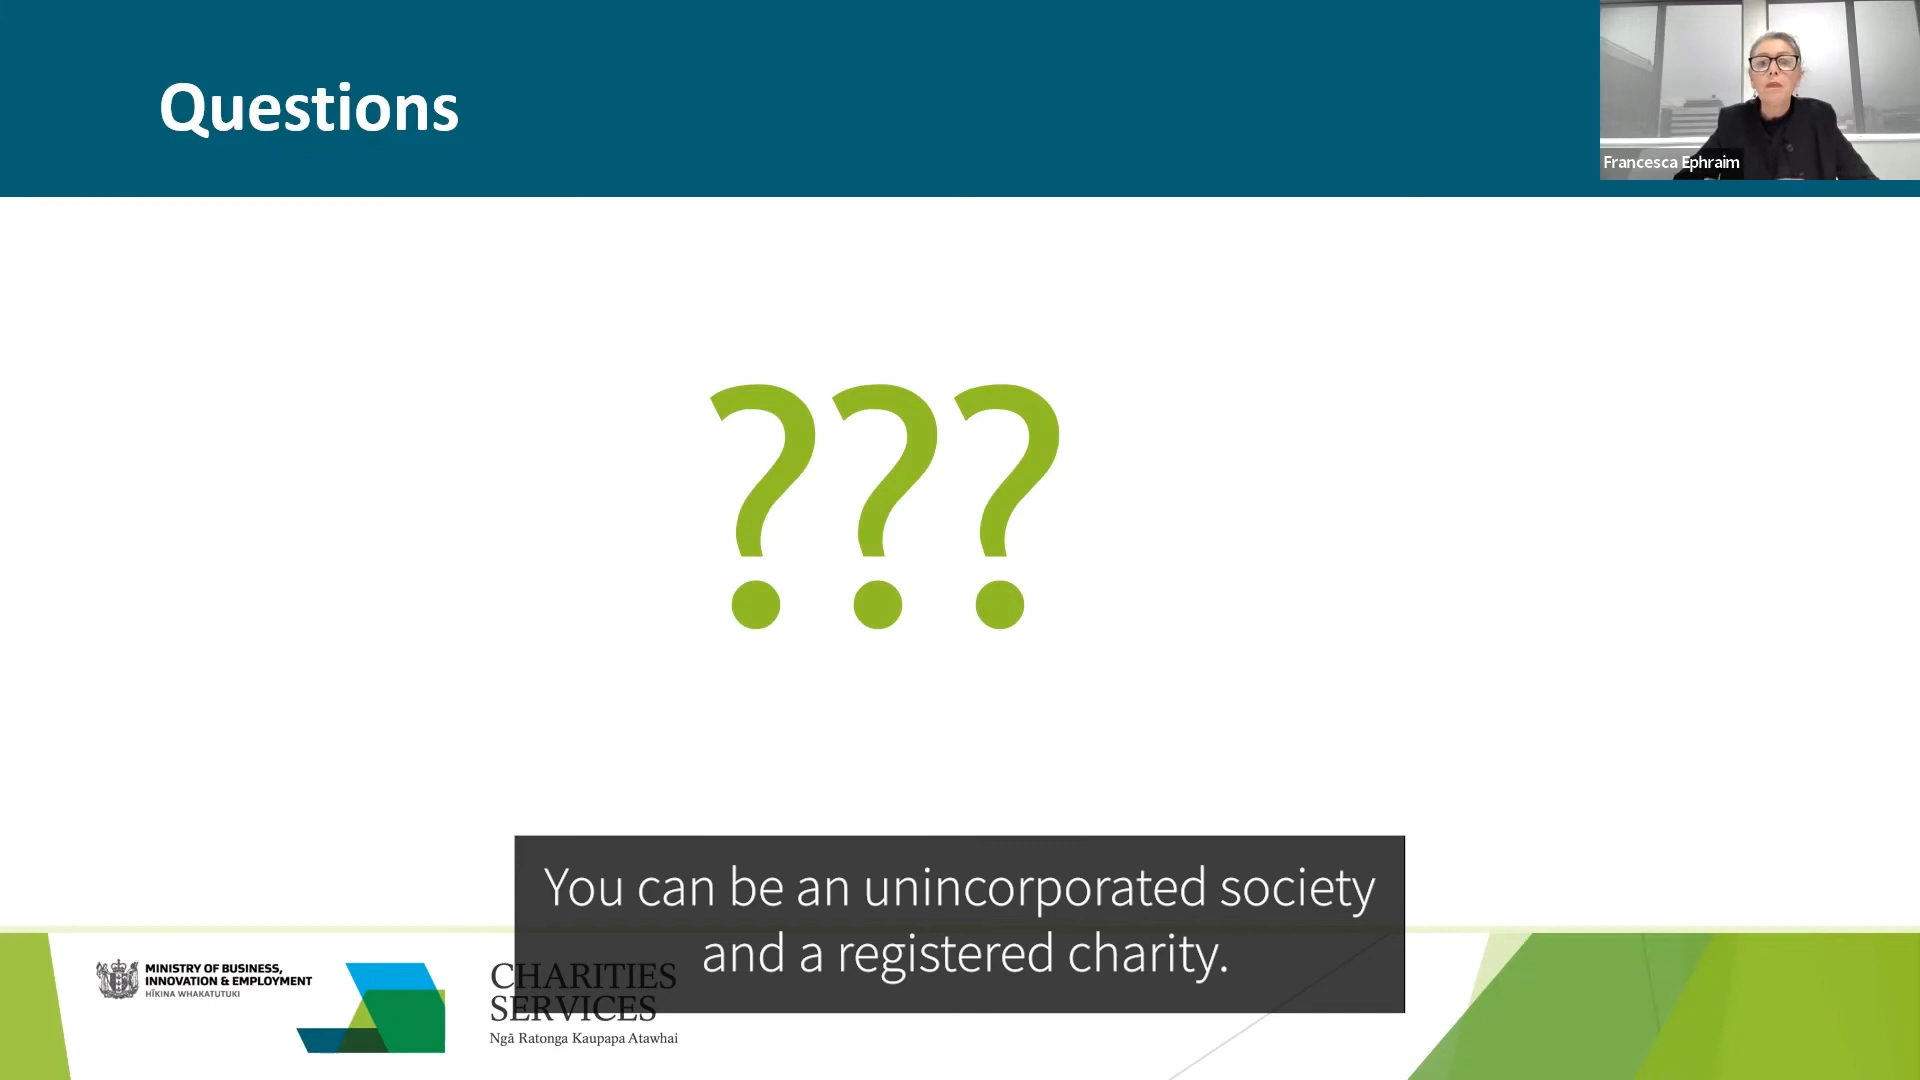 Questions
Francesca Ephraim
???
You can be an unincorporated society
and a registered charity.
MINISTRY OF BUSINESS,
INNOVATION & EMPLOYMENT
HĪKINA WHAKATUTUKI
CHARITIES
SERVICES
Ngā Ratonga Kaupapa Atawhai